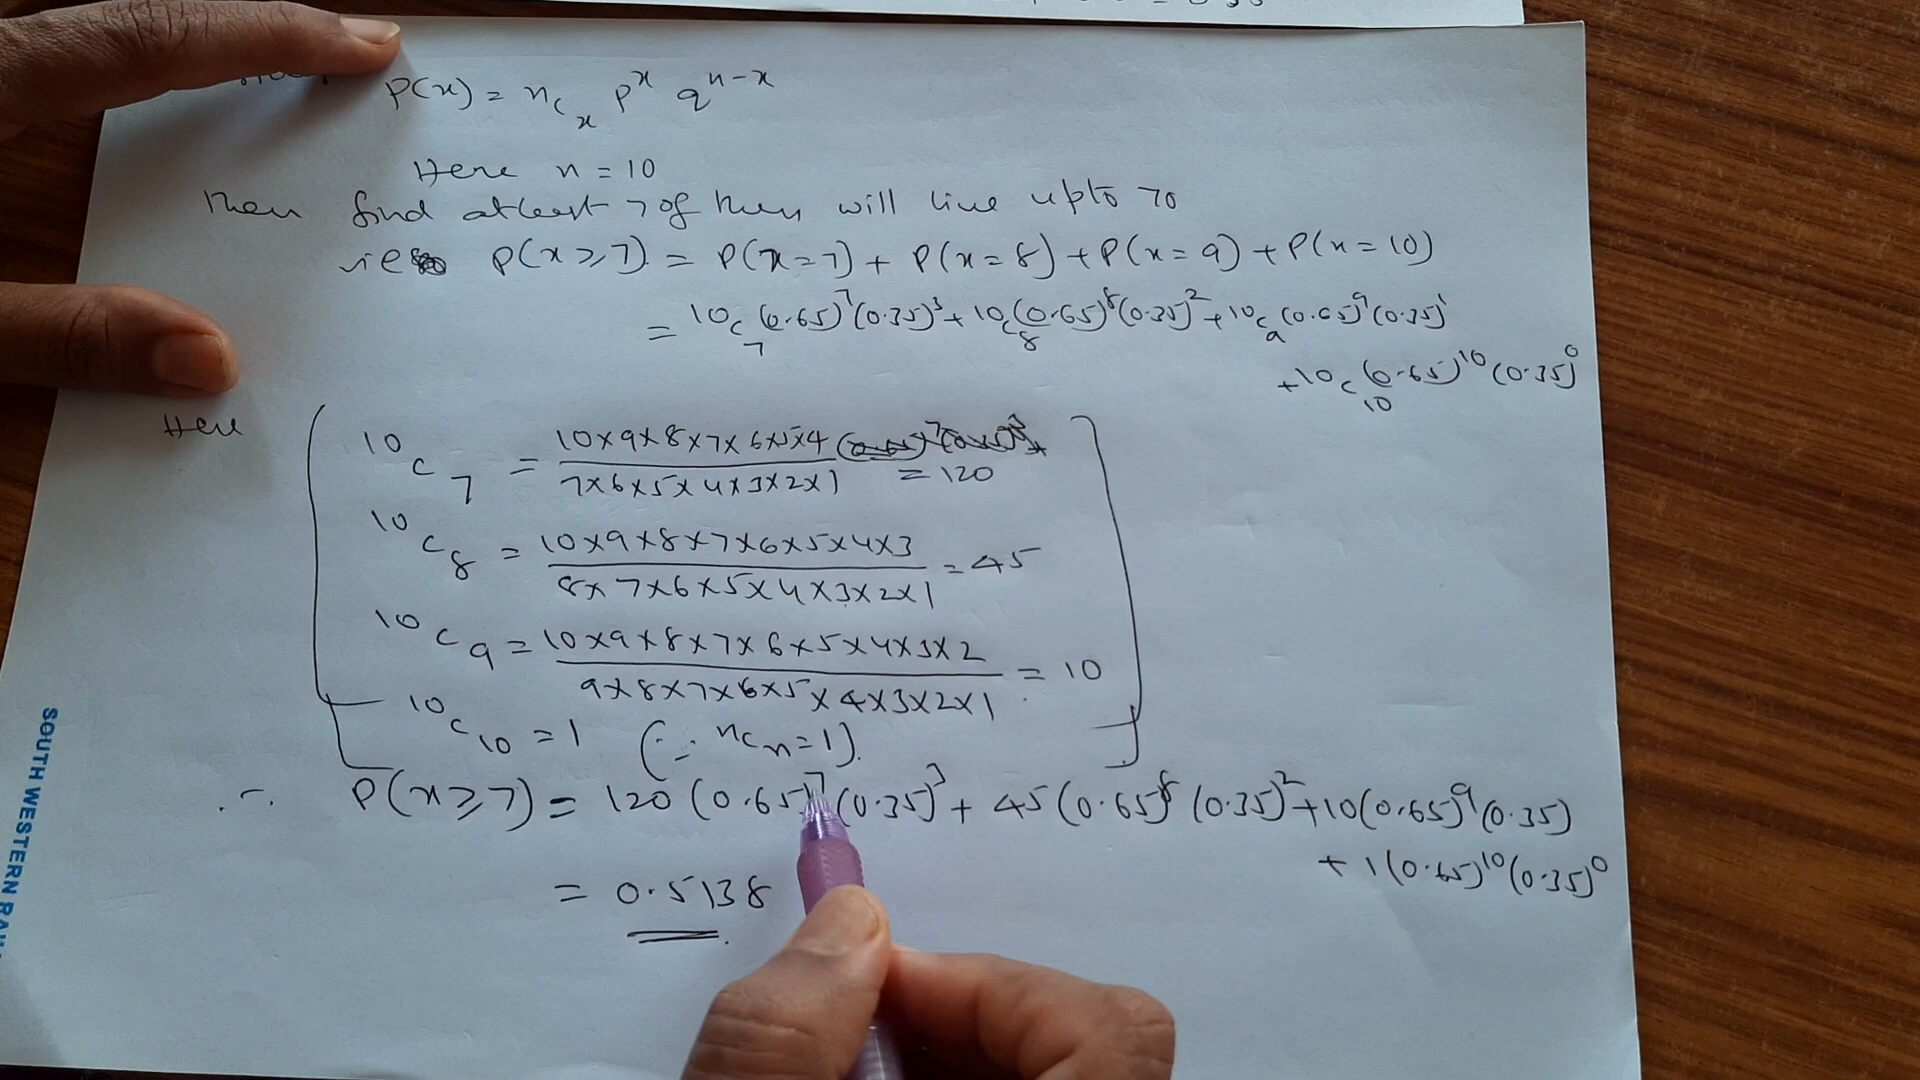 P(x) = nCx p^x q^n-x
Here n = 10
then find atleast 7 of them will live upto 70
ie P(x ≥ 7) = P(x = 7) + P(x = 8) + P(x = 9) + P(x = 10)
= 10C7 (0.65)^7 (0.35)^3 + 10C8 (0.65)^8 (0.35)^2 + 10C9 (0.65)^9 (0.35)^1
+ 10C10 (0.65)^10 (0.35)^0
Here
10C7 = 10×9×8×7×6×5×4 / 7×6×5×4×3×2×1 = 120
10C8 = 10×9×8×7×6×5×4×3 / 8×7×6×5×4×3×2×1 = 45
10C9 = 10×9×8×7×6×5×4×3×2 / 9×8×7×6×5×4×3×2×1 = 10
10C10 = 1 (∵ nCn = 1).
∴ P(x ≥ 7) = 120 (0.65)^7 (0.35)^3 + 45 (0.65)^8 (0.35)^2 + 10 (0.65)^9 (0.35)
+ 1 (0.65)^10 (0.35)^0
= 0.5138
SOUTH WESTERN